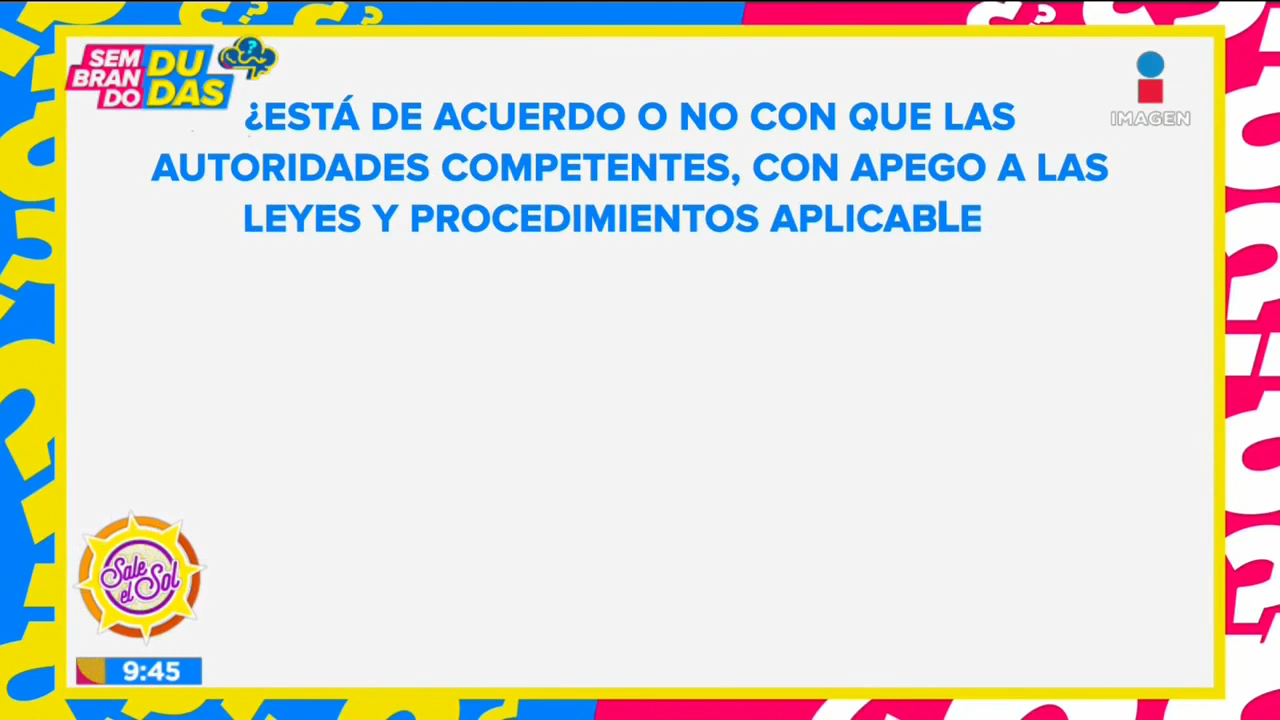 SEM
BRAN
DO
DU
DAS
?
IMAGEN
¿ESTÁ DE ACUERDO O NO CON QUE LAS
AUTORIDADES COMPETENTES, CON APEGO A LAS
LEYES Y PROCEDIMIENTOS APLICABLE
Sale
el Sol
9:45